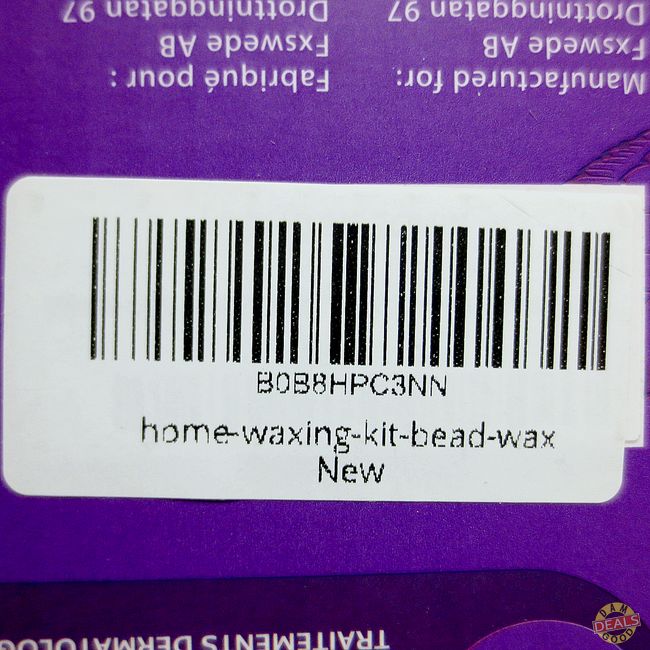 Manufactured for:
Fxswede AB
Drottninggatan 97
Fabriqué pour :
Fxswede AB
Drottninggatan 97
B0B8HPC3NN
home-waxing-kit-bead-wax
New
TRAITEMENTS DERMATOLOG
DAMN
DEALS
GOOD